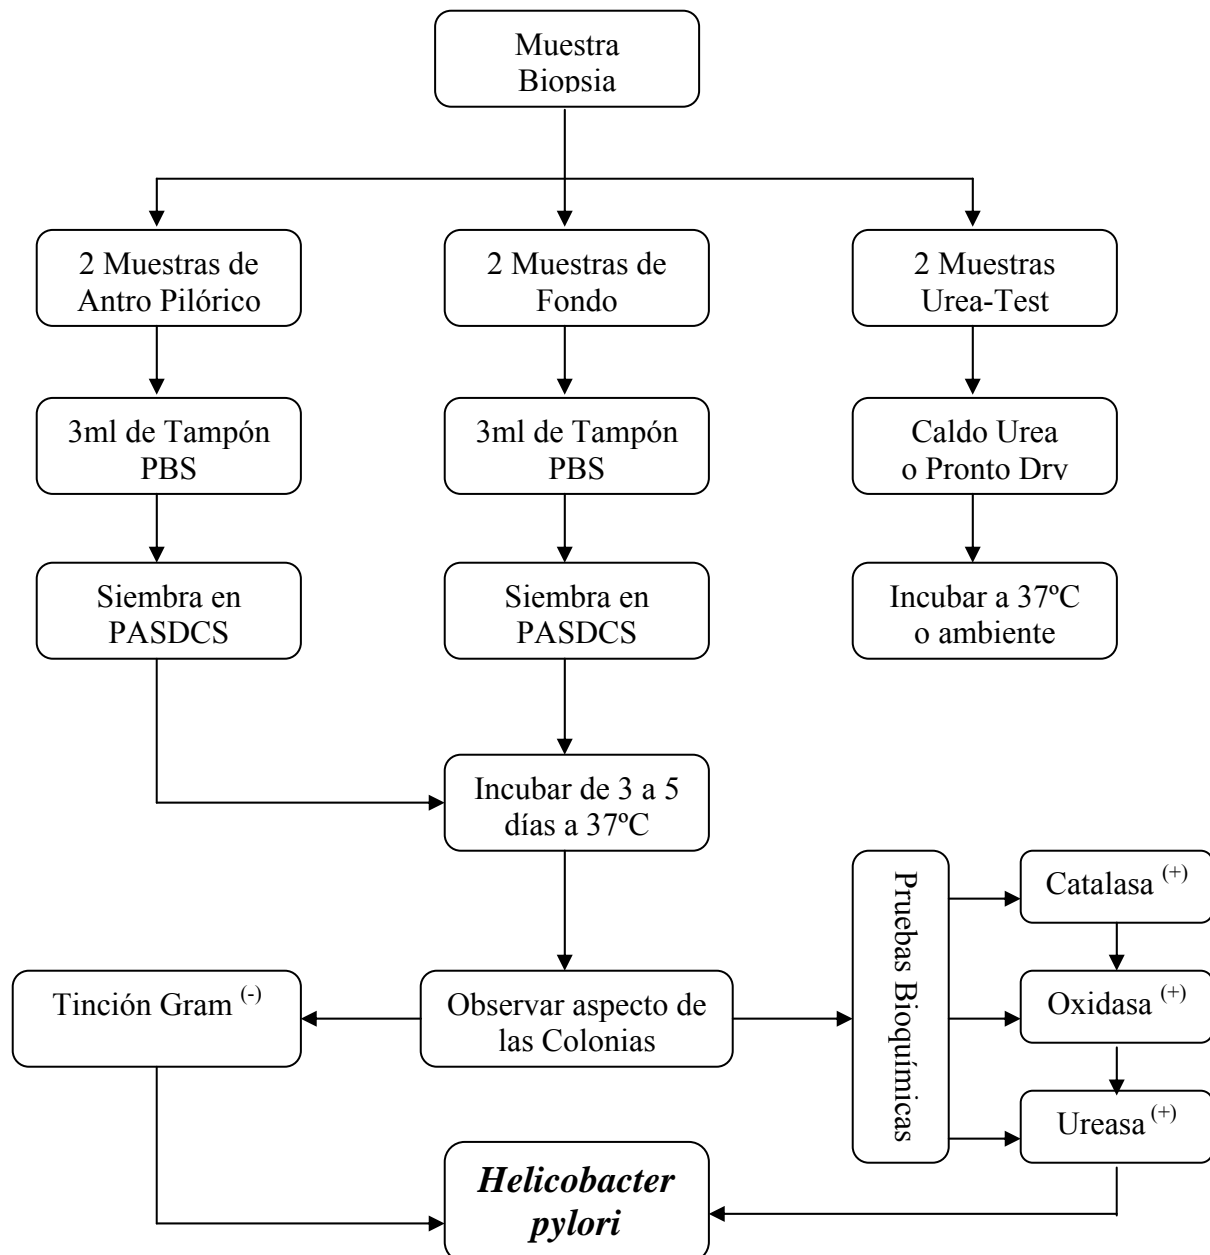 Muestra
Biopsia
2 Muestras de
Antro Pilórico
2 Muestras de
Fondo
2 Muestras
Urea-Test
3ml de Tampón
PBS
3ml de Tampón
PBS
Caldo Urea
o Pronto Dry
Siembra en
PASDCS
Siembra en
PASDCS
Incubar a 37ºC
o ambiente
Incubar de 3 a 5
días a 37ºC
Pruebas Bioquímicas
Catalasa (+)
Tinción Gram (-)
Observar aspecto de
las Colonias
Oxidasa (+)
Ureasa (+)
Helicobacter
pylori